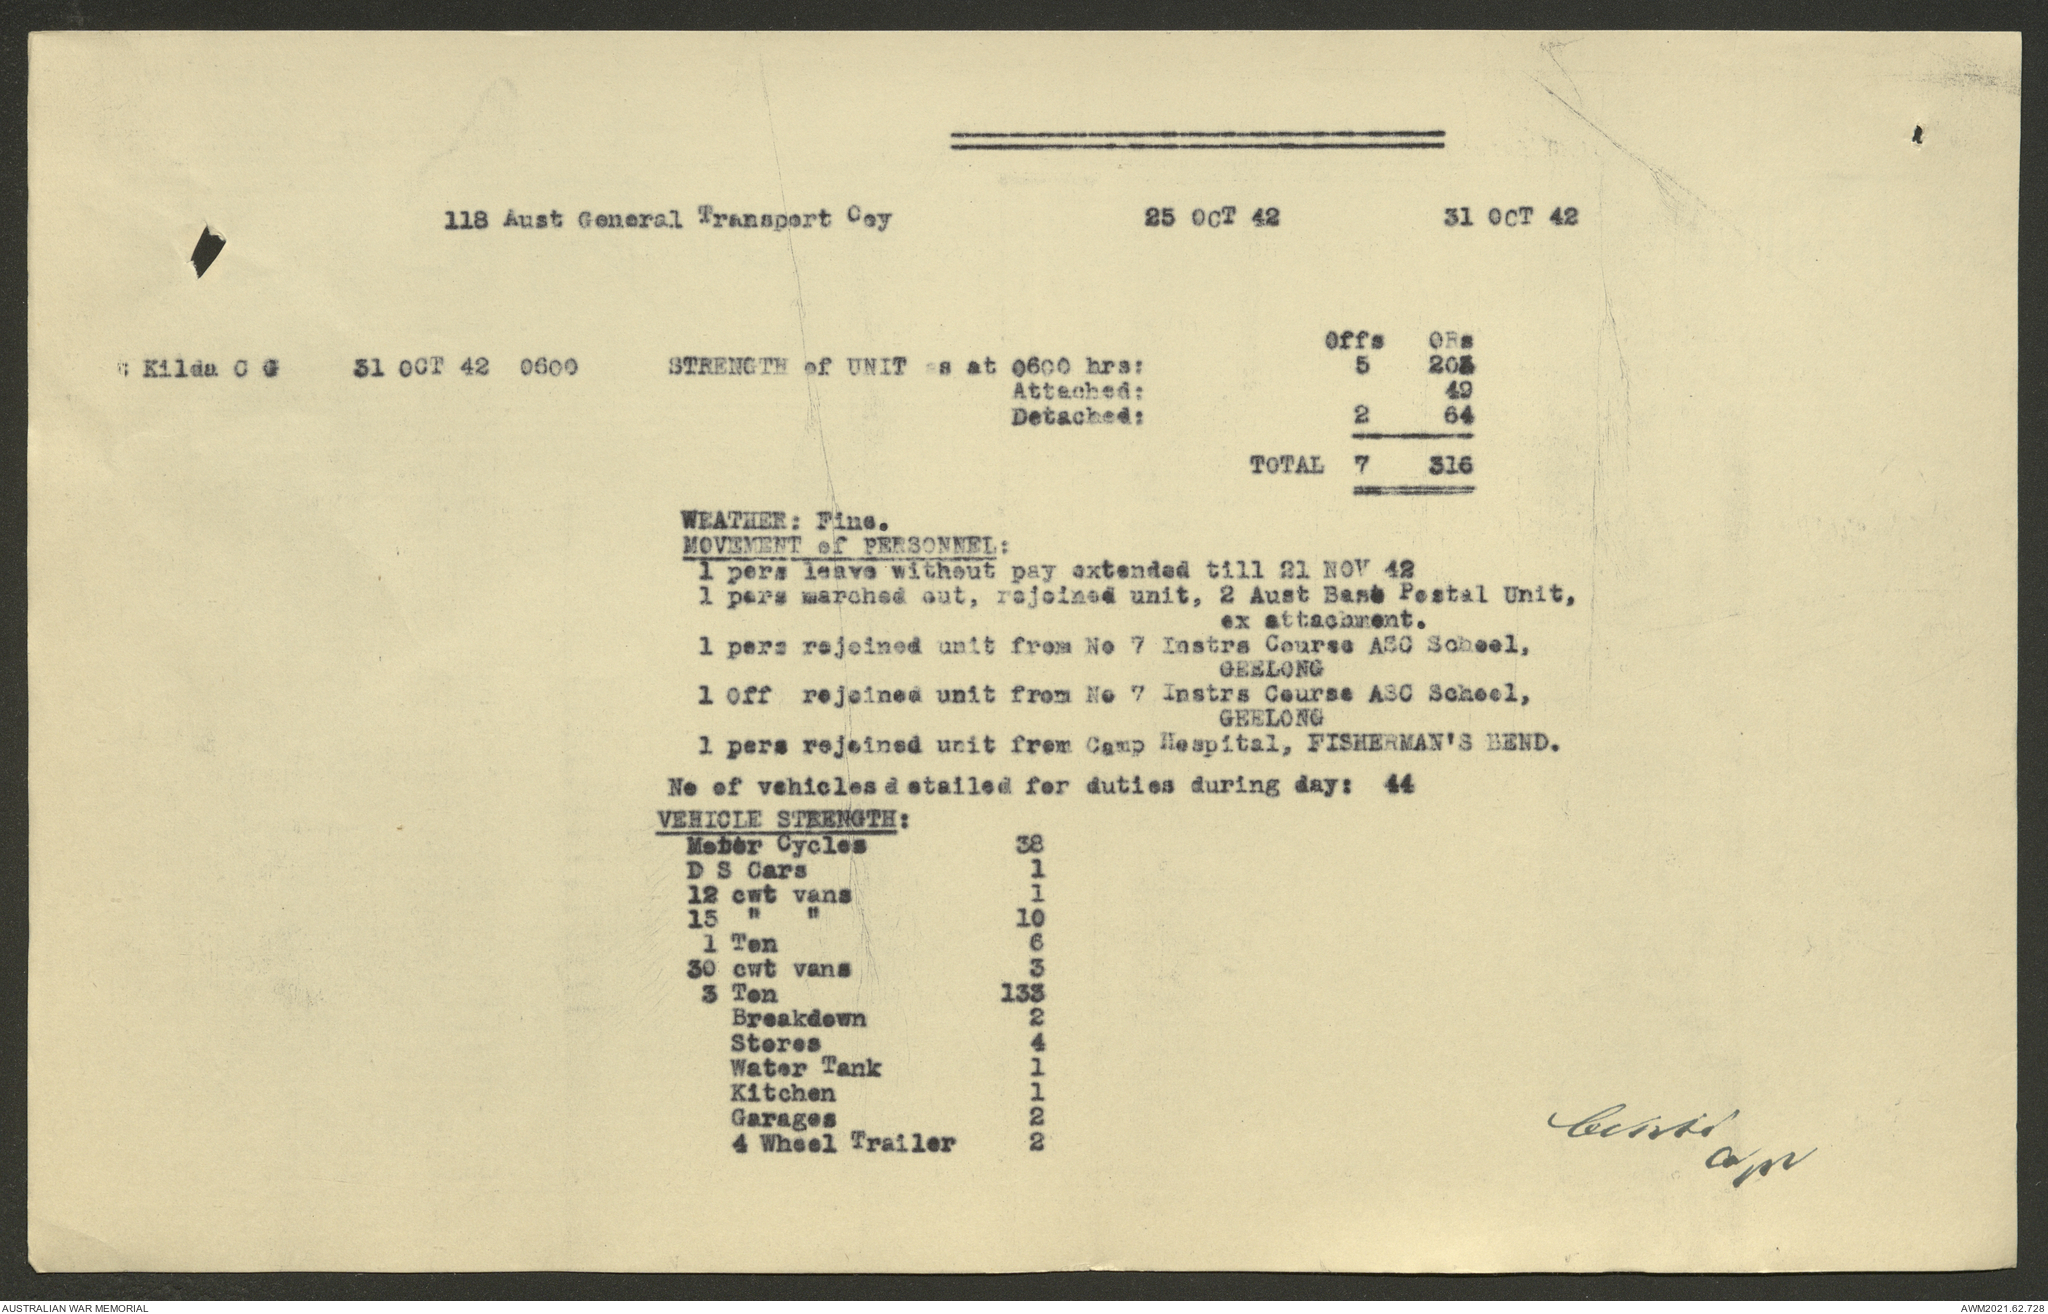 118 Aust General Transport Coy 25 OCT 42 31 OCT 42
Offs ORs
Kilda C G 31 OCT 42 0600 STRENGTH of UNIT as at 0600 hrs: 5 203
Attached: 49
Detached: 2 64
TOTAL 7 316
WEATHER: Fine.
MOVEMENT of PERSONNEL:
1 pers leave without pay extended till 21 NOV 42
1 pers marched out, rejoined unit, 2 Aust Base Postal Unit,
ex attachment.
1 pers rejoined unit from No 7 Instrs Course ASC School,
GEELONG
1 Off rejoined unit from No 7 Instrs Course ASC School,
GEELONG
1 pers rejoined unit from Camp Hospital, FISHERMAN'S BEND.
No of vehicles detailed for duties during day: 44
VEHICLE STRENGTH:
Motor Cycles 38
D S Cars 1
12 cwt vans 1
15 " " 10
1 Ton 6
30 cwt vans 3
3 Ton 133
Breakdown 2
Stores 4
Water Tank 1
Kitchen 1
Garages 2
4 Wheel Trailer 2
AUSTRALIAN WAR MEMORIAL AWM2021.62.728